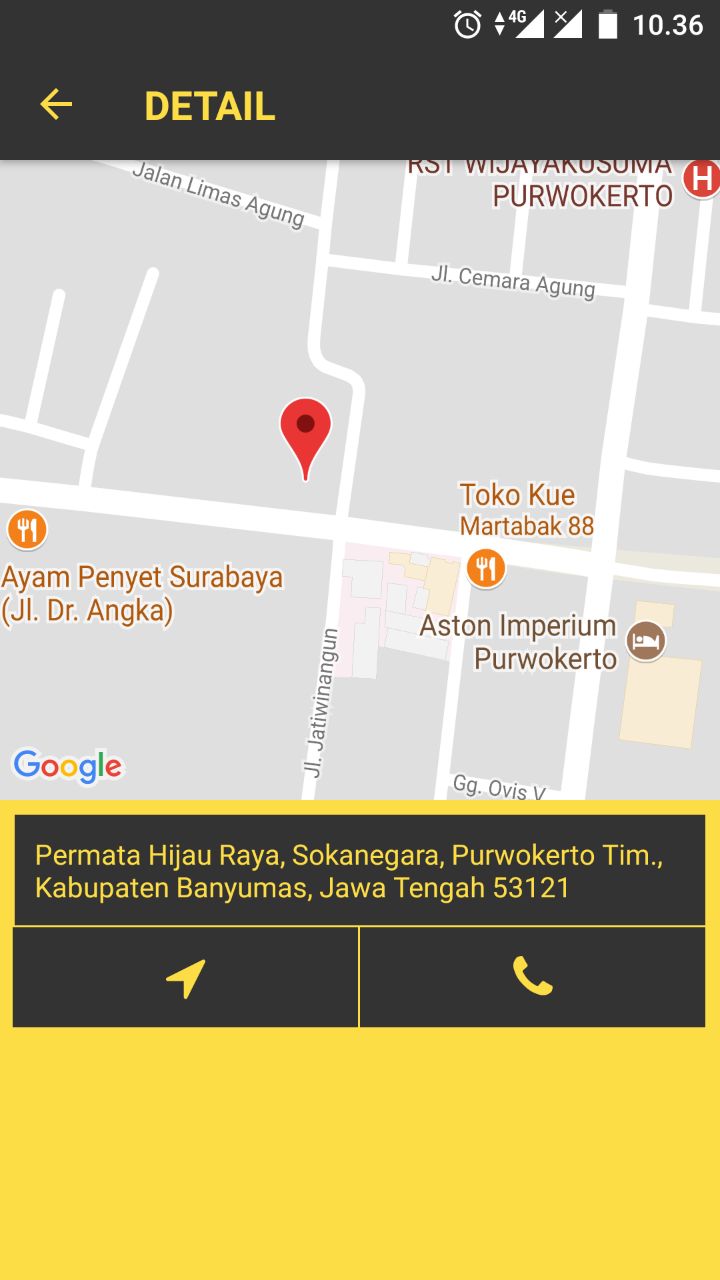 4G
10.36
DETAIL
Jalan Limas Agung
RST WIJAYAKUSUMA
PURWOKERTO
H
Jl. Cemara Agung
Toko Kue
Martabak 88
Ayam Penyet Surabaya
(Jl. Dr. Angka)
Aston Imperium
Purwokerto
Jl. Jatiwinangun
Google
Gg. Ovis V
Permata Hijau Raya, Sokanegara, Purwokerto Tim.,
Kabupaten Banyumas, Jawa Tengah 53121